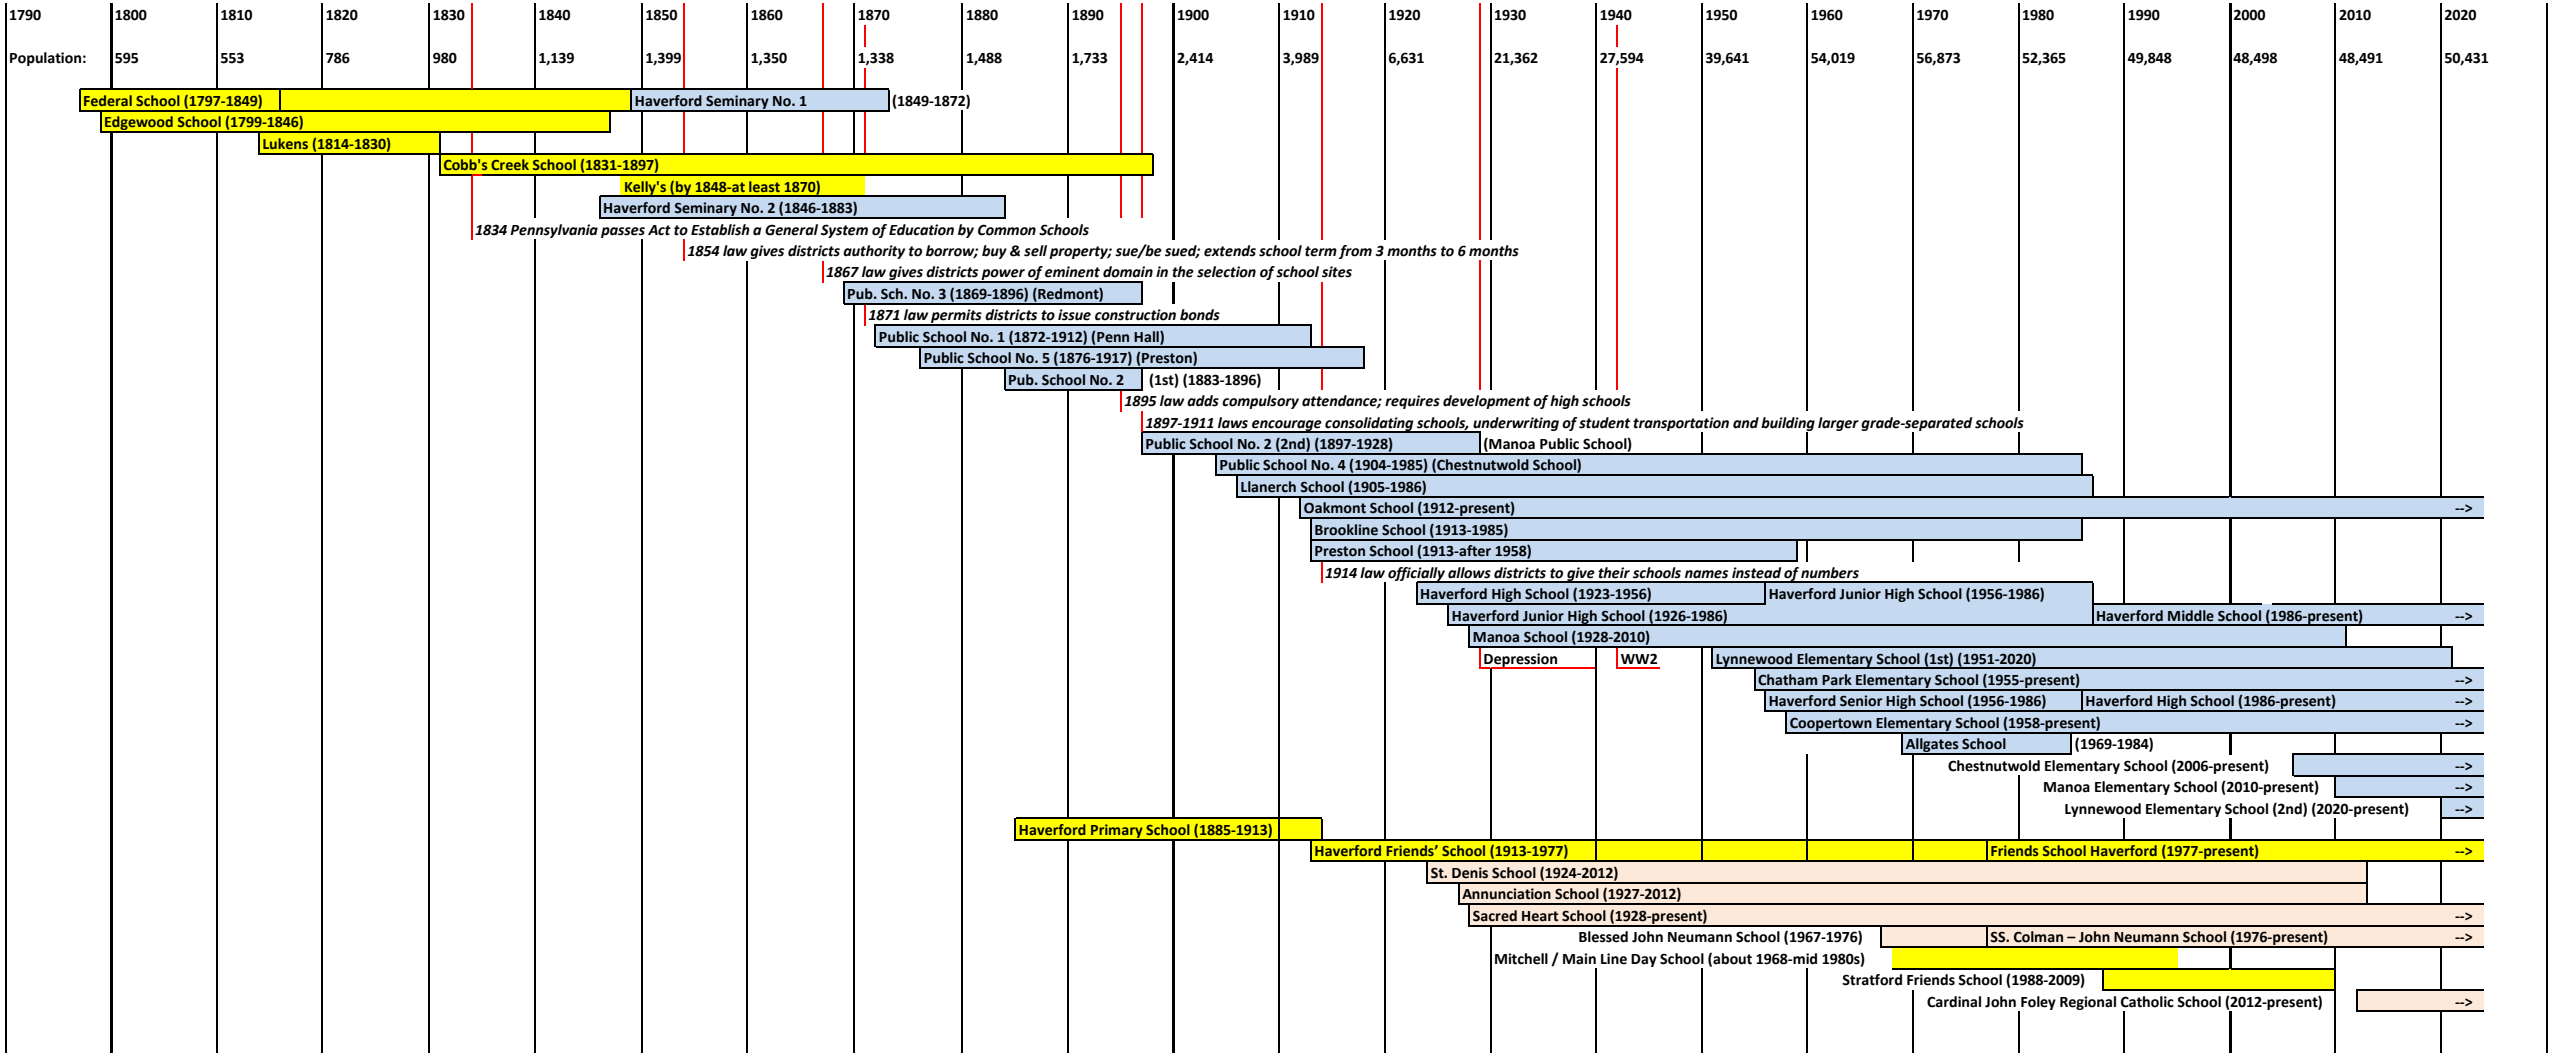 1790 1800 1810 1820 1830 1840 1850 1860 1870 1880 1890 1900 1910 1920 1930 1940 1950 1960 1970 1980 1990 2000 2010 2020
Population: 595 553 786 980 1,139 1,399 1,350 1,338 1,488 1,733 2,414 3,989 6,631 21,362 27,594 39,641 54,019 56,873 52,365 49,848 48,498 48,491 50,431
Federal School (1797-1849) Haverford Seminary No. 1 (1849-1872)
Edgewood School (1799-1846)
Lukens (1814-1830)
Cobb's Creek School (1831-1897)
Kelly's (by 1848-at least 1870)
Haverford Seminary No. 2 (1846-1883)
1834 Pennsylvania passes Act to Establish a General System of Education by Common Schools
1854 law gives districts authority to borrow; buy & sell property; sue/be sued; extends school term from 3 months to 6 months
1867 law gives districts power of eminent domain in the selection of school sites
Pub. Sch. No. 3 (1869-1896) (Redmont)
1871 law permits districts to issue construction bonds
Public School No. 1 (1872-1912) (Penn Hall)
Public School No. 5 (1876-1917) (Preston)
Pub. School No. 2 (1st) (1883-1896)
1895 law adds compulsory attendance; requires development of high schools
1897-1911 laws encourage consolidating schools, underwriting of student transportation and building larger grade-separated schools
Public School No. 2 (2nd) (1897-1928) (Manoa Public School)
Public School No. 4 (1904-1985) (Chestnutwold School)
Llanerch School (1905-1986)
Oakmont School (1912-present) -->
Brookline School (1913-1985)
Preston School (1913-after 1958)
1914 law officially allows districts to give their schools names instead of numbers
Haverford High School (1923-1956) Haverford Junior High School (1956-1986)
Haverford Junior High School (1926-1986) Haverford Middle School (1986-present) -->
Manoa School (1928-2010)
Depression WW2 Lynnewood Elementary School (1st) (1951-2020)
Chatham Park Elementary School (1955-present) -->
Haverford Senior High School (1956-1986) Haverford High School (1986-present) -->
Coopertown Elementary School (1958-present) -->
Allgates School (1969-1984)
Chestnutwold Elementary School (2006-present) -->
Manoa Elementary School (2010-present) -->
Lynnewood Elementary School (2nd) (2020-present) -->
Haverford Primary School (1885-1913)
Haverford Friends’ School (1913-1977) Friends School Haverford (1977-present) -->
St. Denis School (1924-2012)
Annunciation School (1927-2012)
Sacred Heart School (1928-present) -->
Blessed John Neumann School (1967-1976) SS. Colman – John Neumann School (1976-present) -->
Mitchell / Main Line Day School (about 1968-mid 1980s)
Stratford Friends School (1988-2009)
Cardinal John Foley Regional Catholic School (2012-present) -->